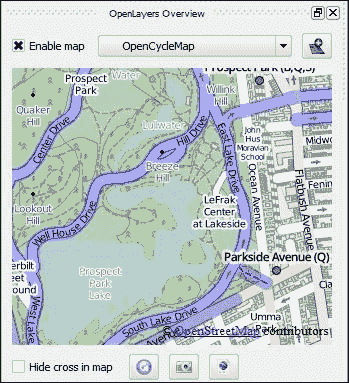 OpenLayers Overview
Enable map
OpenCycleMap
Prospect Park (B,Q,S)
Water
Prospect
Park
Willink
Hill
Quaker
Hill
Lullwater
Center Drive
Hill Drive
East Lake Drive
John
Hus
Moravian
School
Midwo
Breeze
Hill
Ocean Avenue
Flatbush Avenue
Fenin
Lookout
Hill
LeFrak
Center
at Lakeside
Well House Drive
Parkside Avenue (Q)
erbilt
eet
ound
Prospect
Park
Lake
West Lake
South Lake Drive
Umma
Park
© OpenStreetMap contributors
Hide cross in map